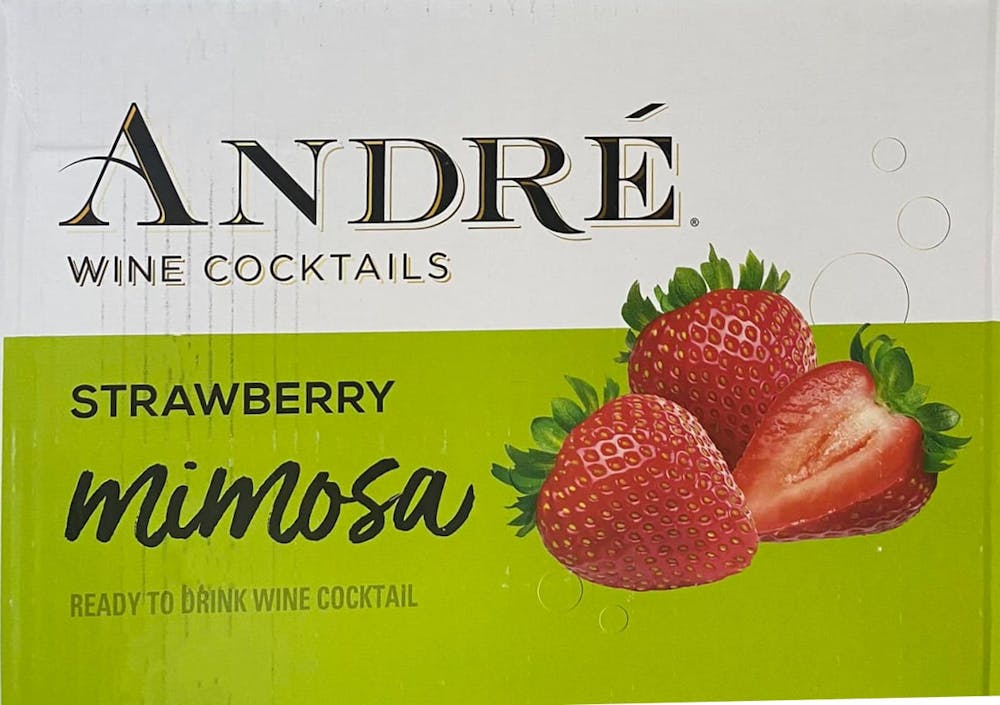 ANDRÉ®
WINE COCKTAILS
STRAWBERRY
mimosa
READY TO DRINK WINE COCKTAIL